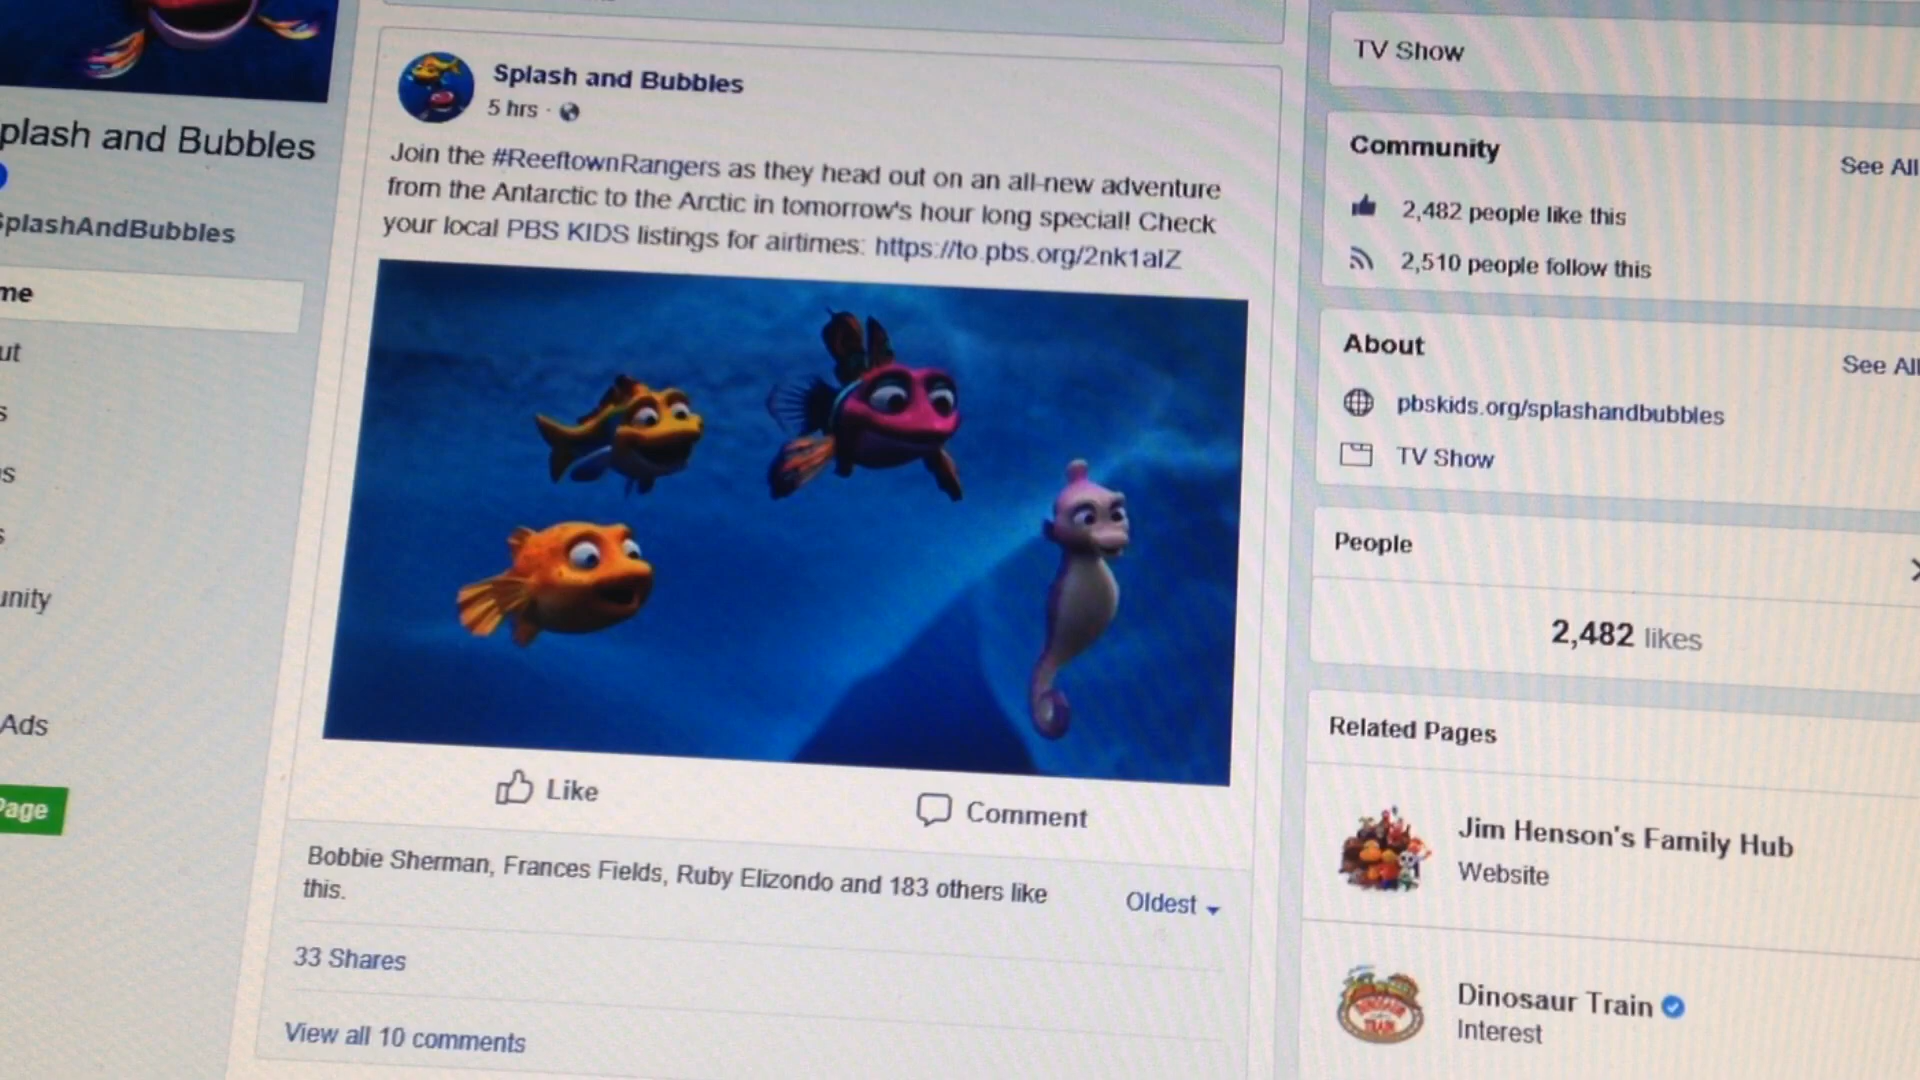 plash and Bubbles
SplashAndBubbles
me
ut
s
s
s
unity
Ads
Page
Splash and Bubbles
5 hrs ·
Join the #ReeftownRangers as they head out on an all-new adventure
from the Antarctic to the Arctic in tomorrow's hour long special! Check
your local PBS KIDS listings for airtimes: https://to.pbs.org/2nk1alZ
Like
Comment
Bobbie Sherman, Frances Fields, Ruby Elizondo and 183 others like
this.
Oldest
33 Shares
View all 10 comments
TV Show
Community
See All
2,482 people like this
2,510 people follow this
About
See All
pbskids.org/splashandbubbles
TV Show
People
2,482 likes
Related Pages
Jim Henson's Family Hub
Website
DINOSAUR
TRAIN
Dinosaur Train
Interest